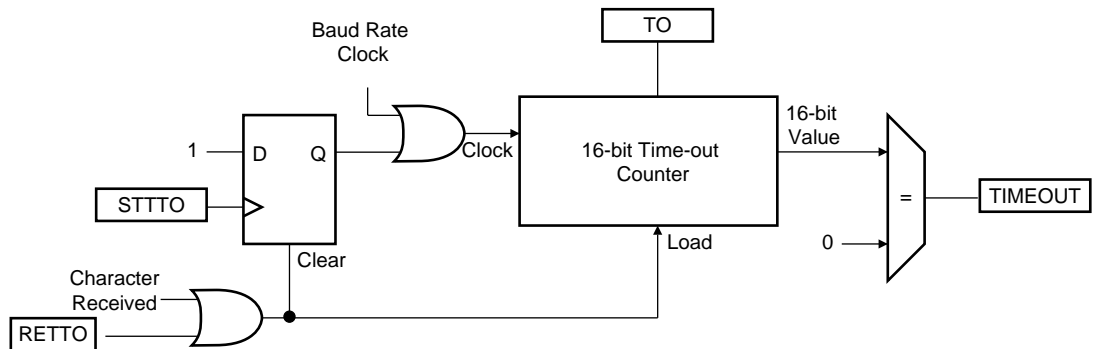 TO
Baud Rate
Clock
16-bit
Value
1
D
Q
Clock
16-bit Time-out
Counter
STTTO
=
TIMEOUT
Clear
Load
0
Character
Received
RETTO